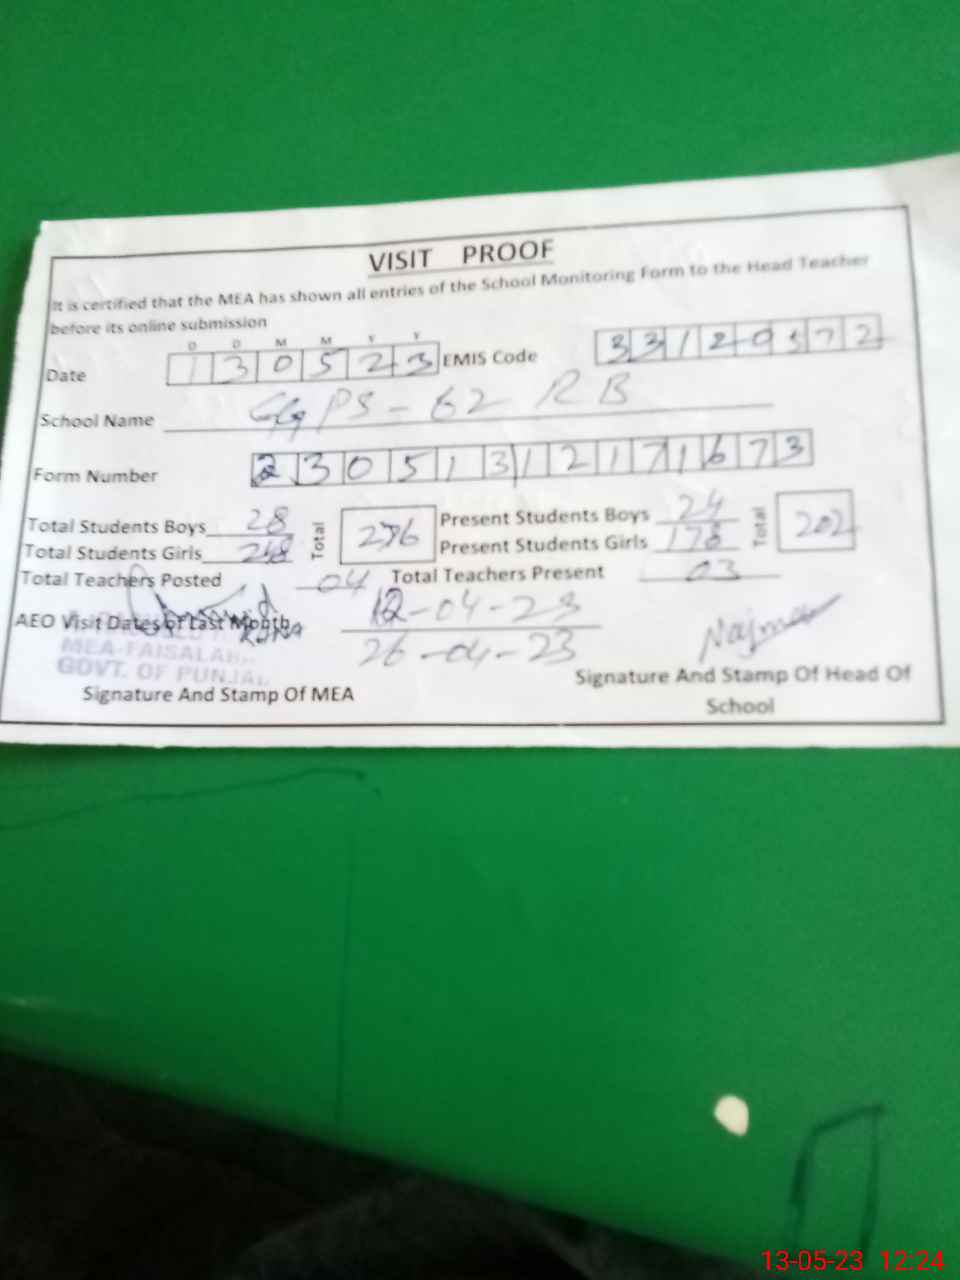 VISIT PROOF
It is certified that the MEA has shown all entries of the School Monitoring Form to the Head Teacher
before its online submission
D D M M Y Y
Date 1 3 0 5 2 3 EMIS Code 3 3 1 2 0 5 7 2
School Name GGPS - 62 RB
Form Number 2 3 0 5 1 3 1 2 1 7 1 6 7 3
Total Students Boys 28 Total 276 Present Students Boys 24 Total 202
Total Students Girls 248 Present Students Girls 178
Total Teachers Posted 04 Total Teachers Present 03
AEO Visit Dates of Last Month 12-04-23
26-04-23
Najma
MEA-FAISALAB
GOVT. OF PUNJAB
Signature And Stamp Of MEA
Signature And Stamp Of Head Of
School
13-05-23 12:24